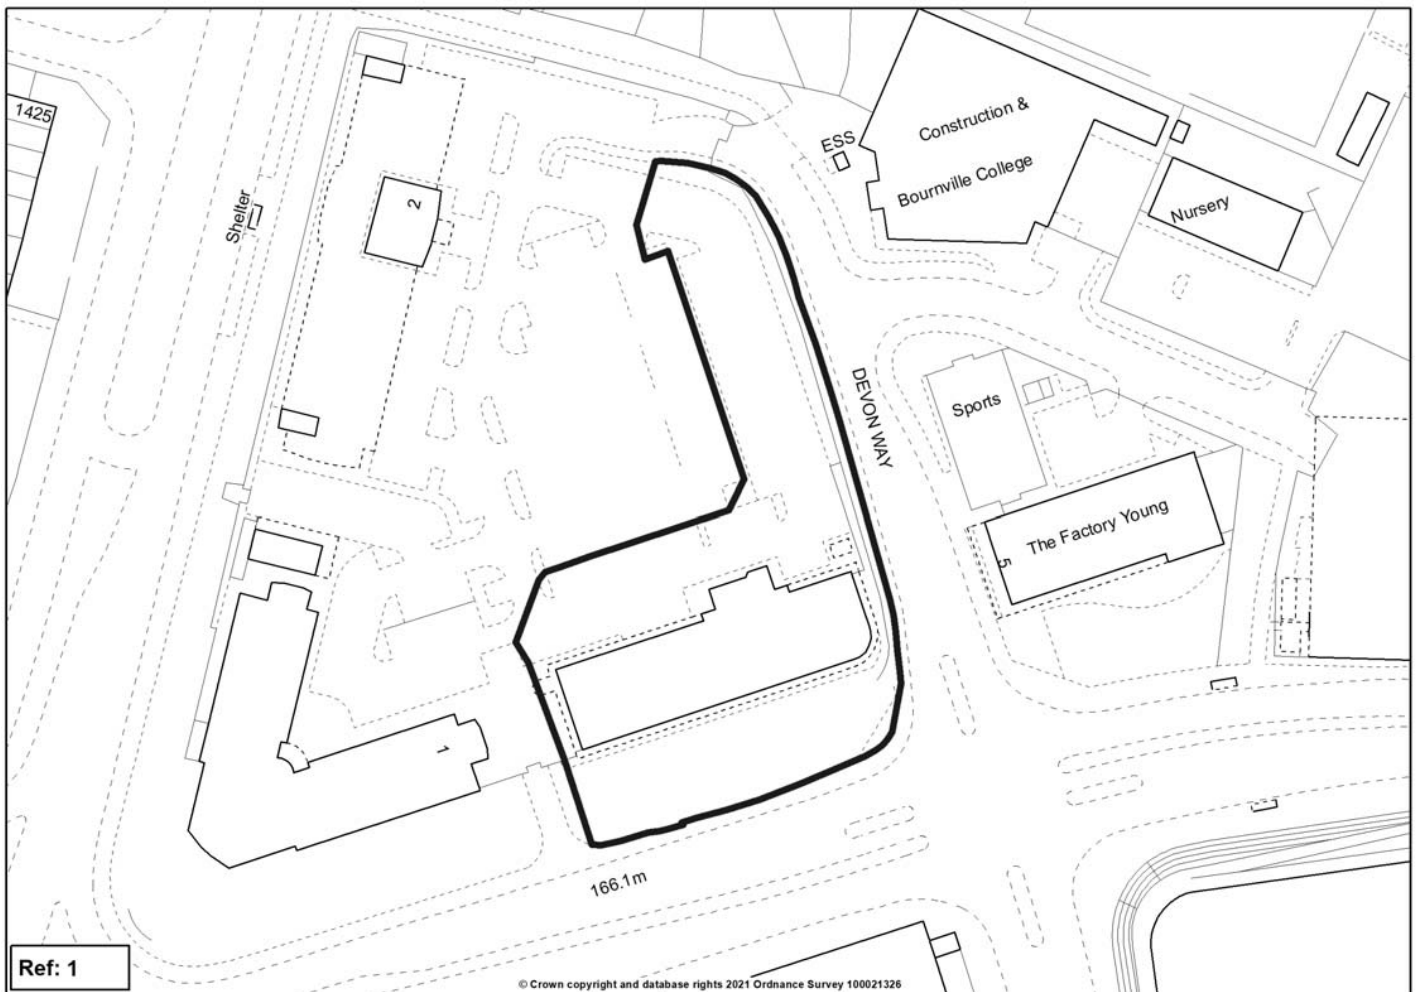 1425
Shelter
2
ESS
Construction &
Bournville College
Nursery
DEVON WAY
Sports
The Factory Young
5
1
166.1m
Ref: 1
© Crown copyright and database rights 2021 Ordnance Survey 100021326